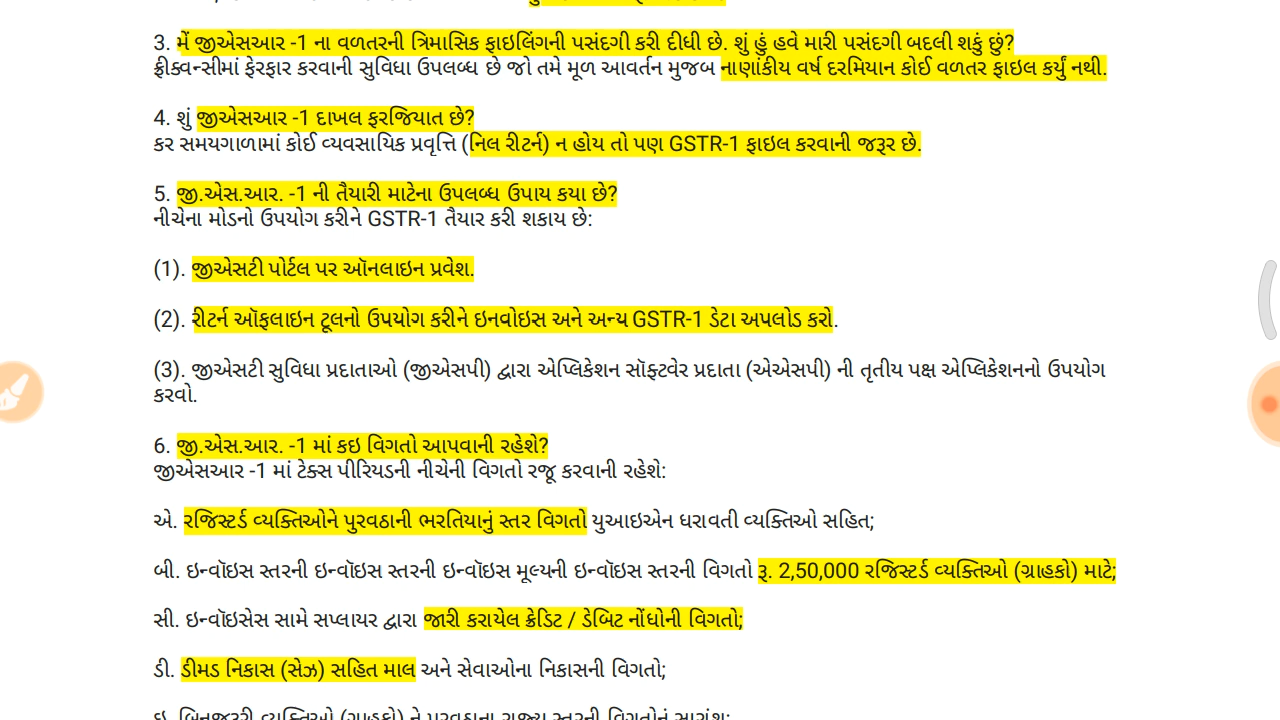 3. મેં જીએસઆર -1 ના વળતરની ત્રિમાસિક ફાઇલિંગની પસંદગી કરી દીધી છે. શું હું હવે મારી પસંદગી બદલી શકું છું?
ફ્રીક્વન્સીમાં ફેરફાર કરવાની સુવિધા ઉપલબ્ધ છે જો તમે મૂળ આવર્તન મુજબ નાણાંકીય વર્ષ દરમિયાન કોઈ વળતર ફાઇલ કર્યું નથી.
4. શું જીએસઆર -1 દાખલ ફરજિયાત છે?
કર સમયગાળામાં કોઈ વ્યવસાયિક પ્રવૃત્તિ (નિલ રીટર્ન) ન હોય તો પણ GSTR-1 ફાઇલ કરવાની જરૂર છે.
5. જી.એસ.આર. -1 ની તૈયારી માટેના ઉપલબ્ધ ઉપાય કયા છે?
નીચેના મોડનો ઉપયોગ કરીને GSTR-1 તૈયાર કરી શકાય છે:
(1). જીએસટી પોર્ટલ પર ઑનલાઇન પ્રવેશ.
(2). રીટર્ન ઑફલાઇન ટૂલનો ઉપયોગ કરીને ઇનવોઇસ અને અન્ય GSTR-1 ડેટા અપલોડ કરો.
(3). જીએસટી સુવિધા પ્રદાતાઓ (જીએસપી) દ્વારા એપ્લિકેશન સૉફ્ટવેર પ્રદાતા (એએસપી) ની તૃતીય પક્ષ એપ્લિકેશનનો ઉપયોગ
કરવો.
6. જી.એસ.આર. -1 માં કઇ વિગતો આપવાની રહેશે?
જીએસઆર -1 માં ટેક્સ પીરિયડની નીચેની વિગતો રજૂ કરવાની રહેશે:
એ. રજિસ્ટર્ડ વ્યક્તિઓને પુરવઠાની ભરતિયાનું સ્તર વિગતો યુઆઇએન ધરાવતી વ્યક્તિઓ સહિત;
બી. ઇન્વૉઇસ સ્તરની ઇન્વૉઇસ સ્તરની ઇન્વૉઇસ મૂલ્યની ઇન્વૉઇસ સ્તરની વિગતો રૂ. 2,50,000 રજિસ્ટર્ડ વ્યક્તિઓ (ગ્રાહકો) માટે;
સી. ઇન્વૉઇસેસ સામે સપ્લાયર દ્વારા જારી કરાયેલ ક્રેડિટ / ડેબિટ નોંધોની વિગતો;
ડી. ડીમડ નિકાસ (સેઝ) સહિત માલ અને સેવાઓના નિકાસની વિગતો;